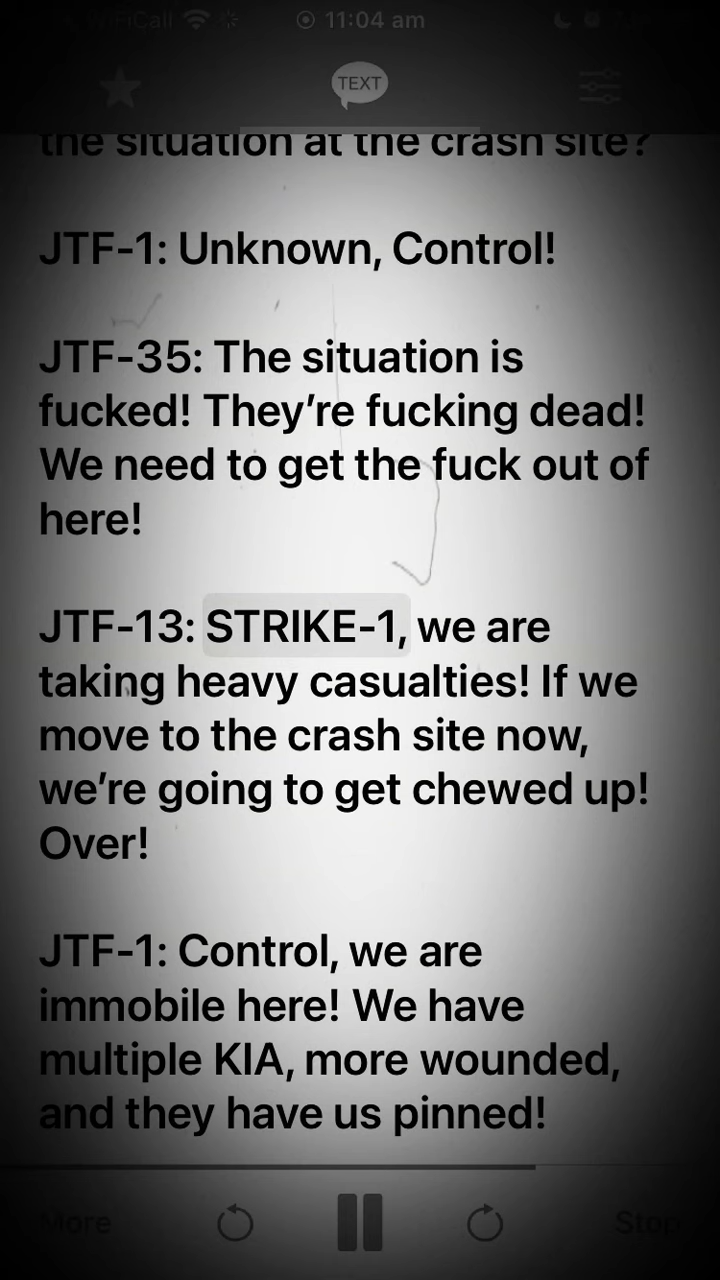 WiFiCall 11:04 am
TEXT
the situation at the crash site?
JTF-1: Unknown, Control!
JTF-35: The situation is
fucked! They’re fucking dead!
We need to get the fuck out of
here!
JTF-13: STRIKE-1, we are
taking heavy casualties! If we
move to the crash site now,
we’re going to get chewed up!
Over!
JTF-1: Control, we are
immobile here! We have
multiple KIA, more wounded,
and they have us pinned!
More Stop